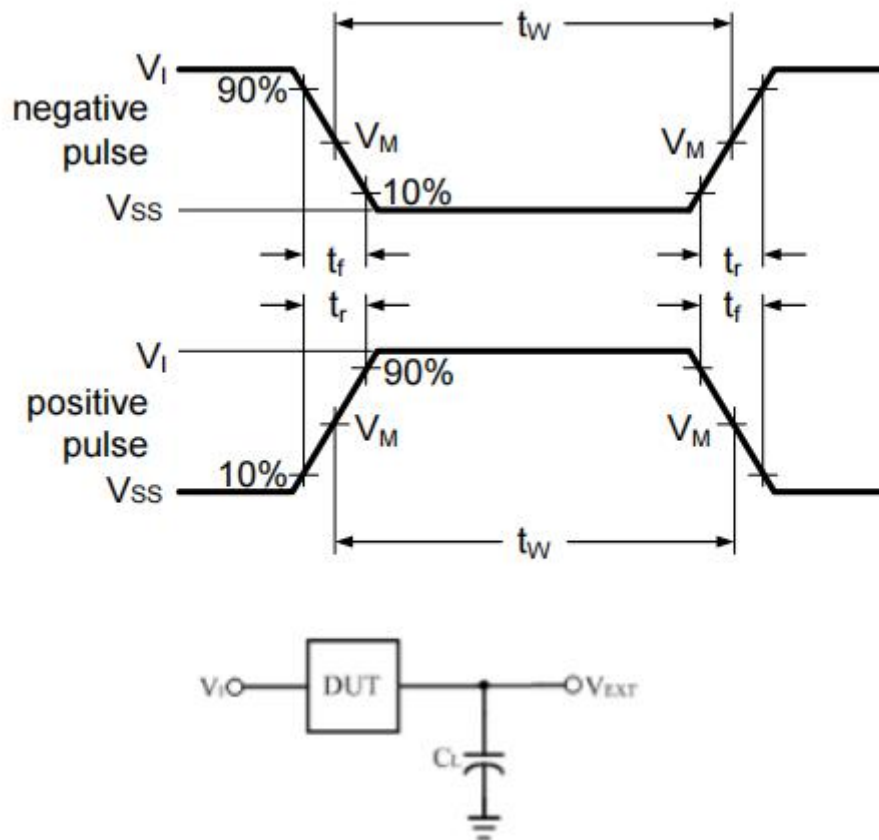 tW
VI
90%
negative
pulse
VM
VM
10%
VSS
tf
tr
tr
tf
VI
90%
positive
pulse
VM
VM
10%
VSS
tW
VI
DUT
VEXT
CL